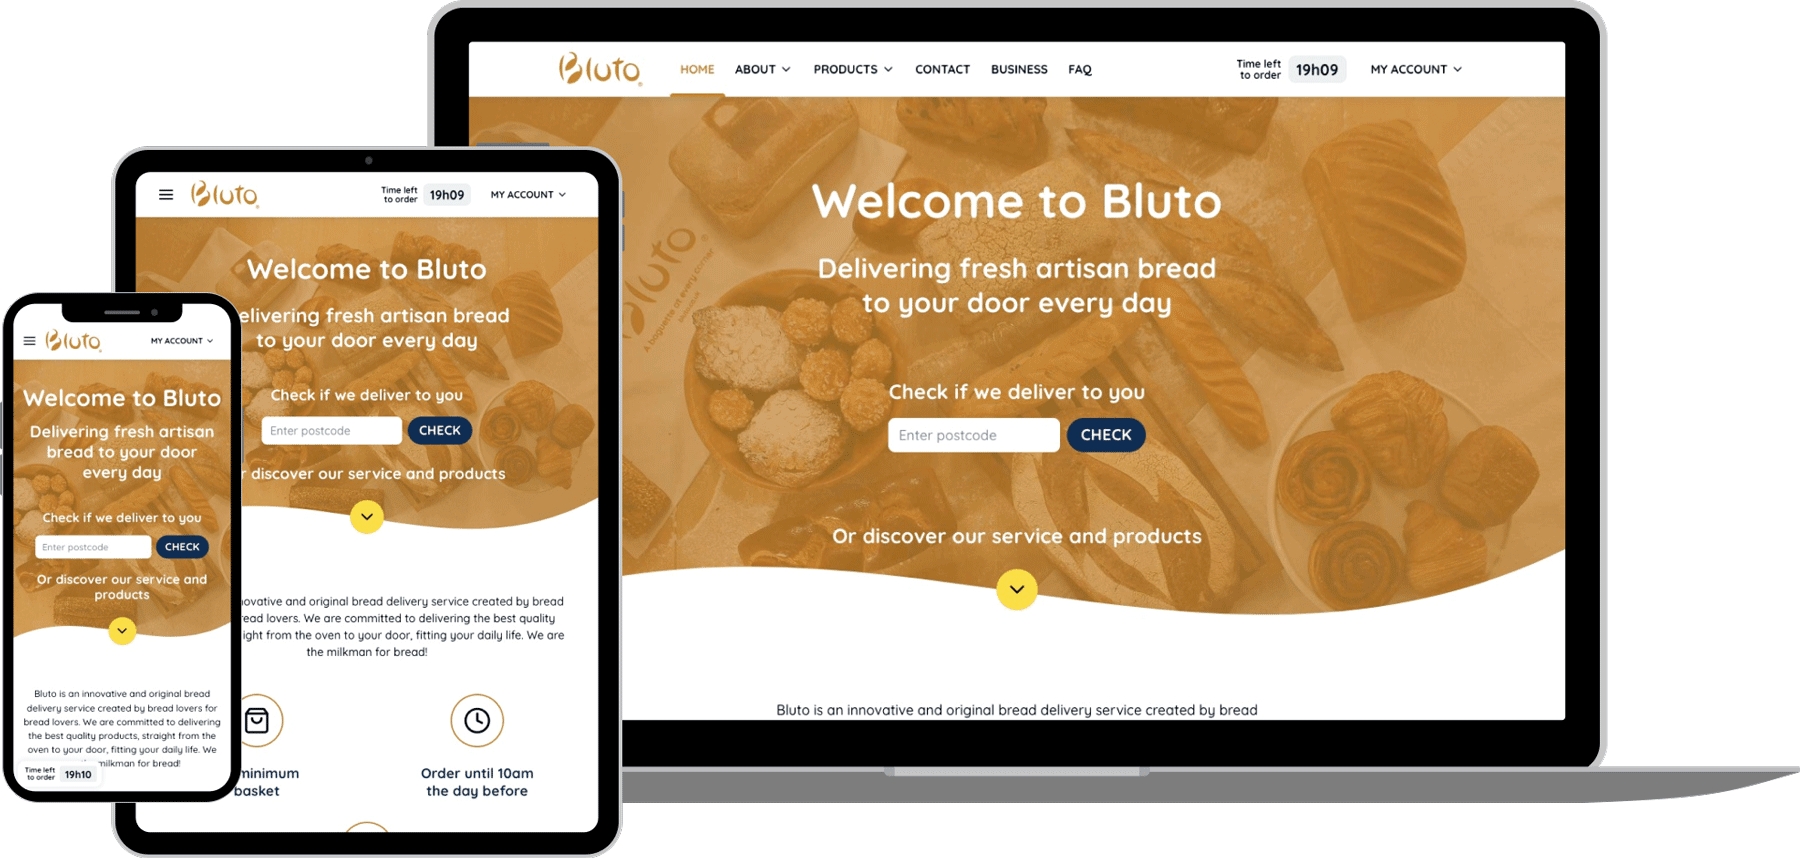 Bluto
HOME ABOUT PRODUCTS CONTACT BUSINESS FAQ
Time left
to order
19h09
MY ACCOUNT
Welcome to Bluto
Delivering fresh artisan bread
to your door every day
Bluto
A baguette at every corner
Check if we deliver to you
Enter postcode
CHECK
Or discover our service and products
Bluto is an innovative and original bread delivery service created by bread
Bluto
Time left
to order
19h09
MY ACCOUNT
Welcome to Bluto
elivering fresh artisan bread
to your door every day
Check if we deliver to you
Enter postcode
CHECK
r discover our service and products
novative and original bread delivery service created by bread
read lovers. We are committed to delivering the best quality
ight from the oven to your door, fitting your daily life. We are
the milkman for bread!
minimum
basket
Order until 10am
the day before
Bluto
MY ACCOUNT
Welcome to Bluto
Delivering fresh artisan
bread to your door
every day
Check if we deliver to you
Enter postcode
CHECK
Or discover our service and
products
Bluto is an innovative and original bread
delivery service created by bread lovers for
bread lovers. We are committed to delivering
the best quality products, straight from the
oven to your door, fitting your daily life. We
milkman for bread!
Time left
to order
19h10